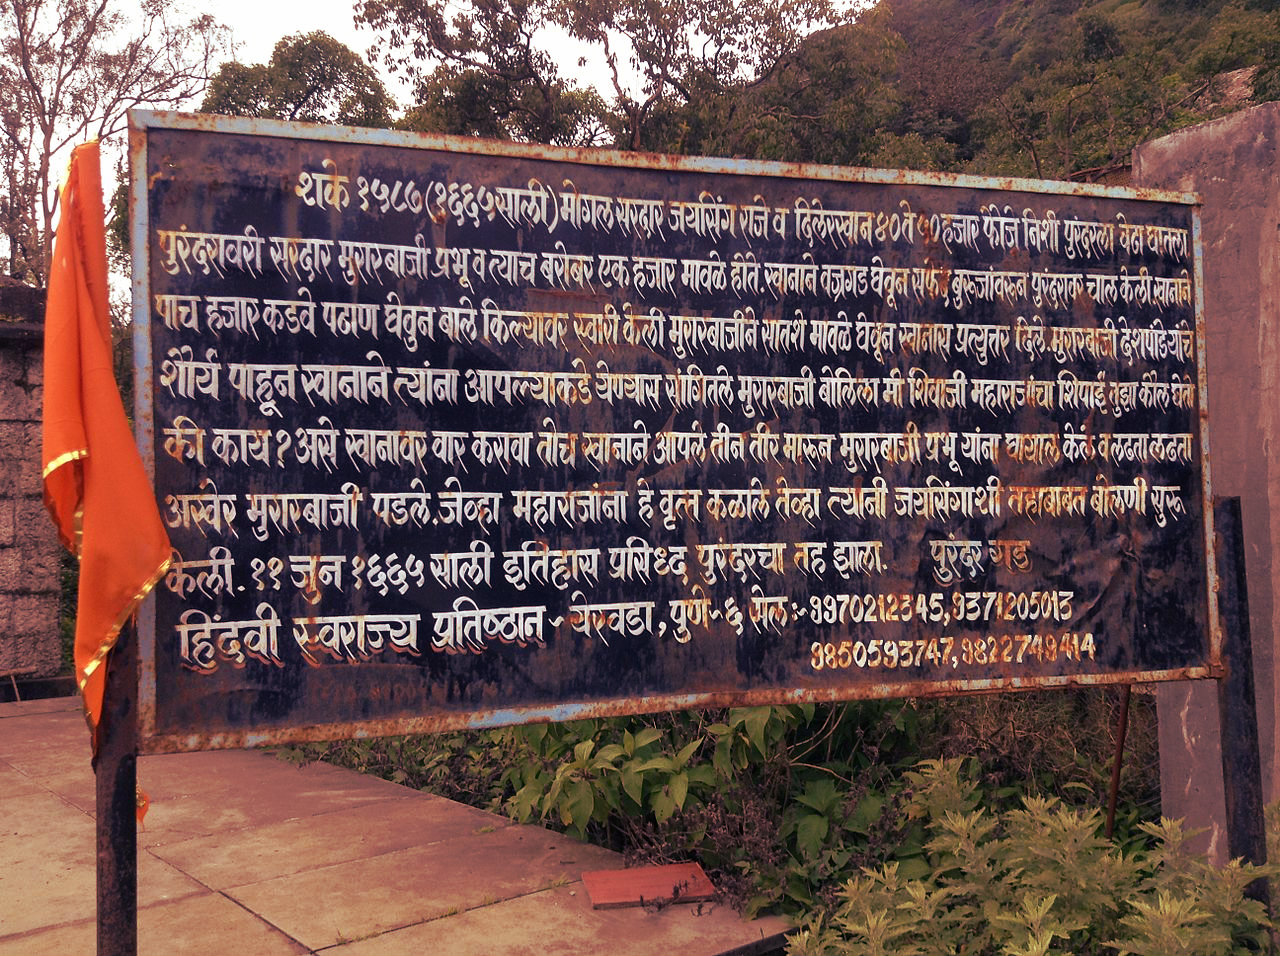 शके १५८७(१६६५साली) मोगल सरदार जयसिंग राजे व दिलेरखान ४० ते ५० हजार फौजे निशी पुरंदरला वेढा घातला
पुरंदरावरी सरदार मुरारबाजी प्रभू व त्याच बरोबर एक हजार मावळे होते. खानाने वज्रगड घेवून सफेद बुरूजांवरून पुरंदरावर चाल केली खानाने
पाच हजार कडवे पठाण घेवुन बाले किल्यावर स्वारी केली मुरारबाजीने सातशे मावळे घेवून खानास प्रत्युत्तर दिले. मुरारबाजी देशपांडे यांचे
शौर्य पाहून खानाने त्यांना आपल्याकडे येण्यास सांगितले मुरारबाजी बोलिला मी शिवाजी महाराजांचा शिपाई तुझा कौल घेतो
की काय? असे खानावर वार करावा तोच खानाने आपले तीन तीर मारून मुरारबाजी प्रभू यांना घायाल केलं व लढता लढता
अखेर मुरारबाजी पडले. जेव्हा महाराजांना हे वृत्त कळाले तेव्हा त्यांनी जयसिंगाशी तहाबाबत बोलणी सुरू
केली. ११ जुन १६६५ साली इतिहास प्रसिध्द पुरंदरचा तह झाला. पुरंदर गड
हिंदवी स्वराज्य प्रतिष्ठान - येरवडा, पुणे-६ सेल:- 9970212345, 9371205013
9850593747, 9822749414